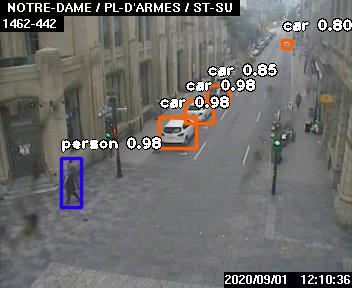 NOTRE-DAME / PL-D'ARMES / ST-SU
1462-442
car 0.80
car 0.85
car 0.98
car 0.98
person 0.98
2020/09/01 12:10:36